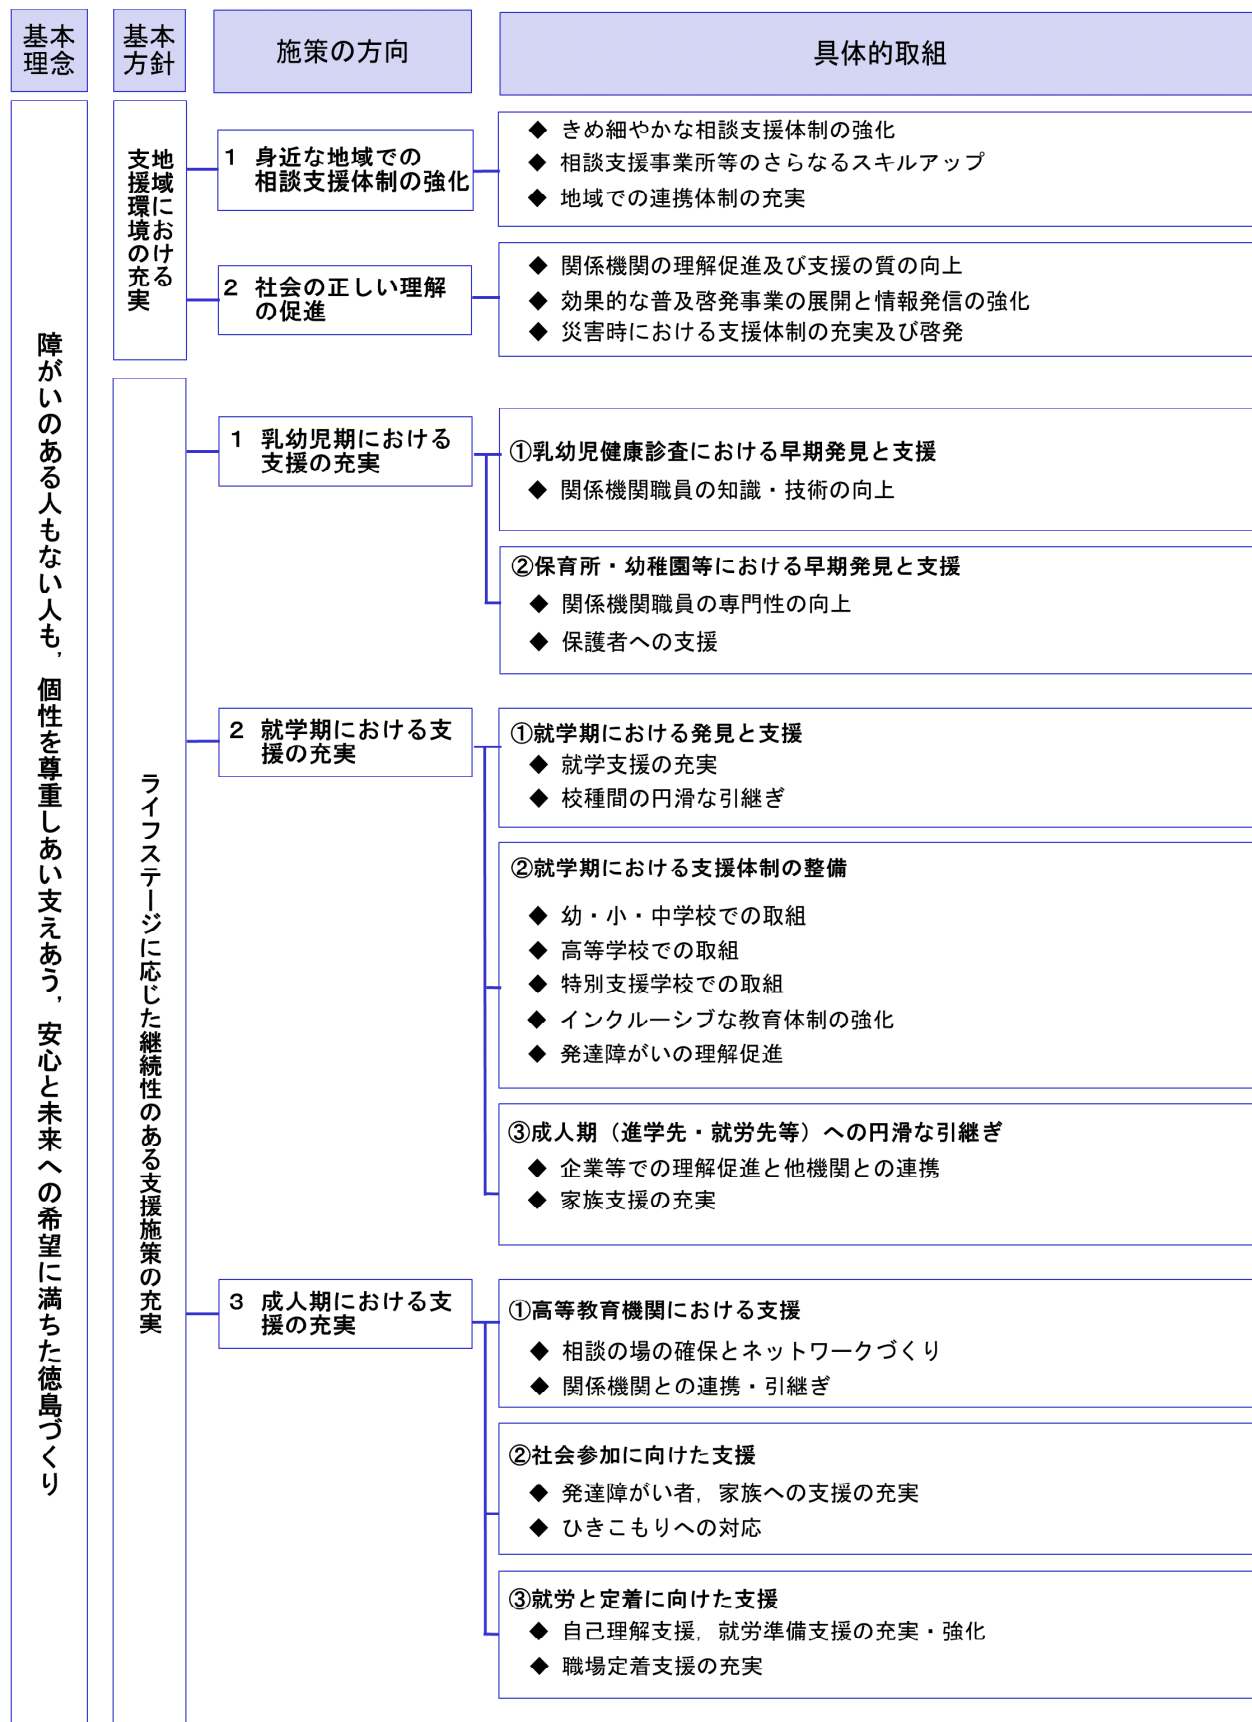 基本
理念
基本
方針
施策の方向
具体的取組
障がいのある人もない人も，個性を尊重しあい支えあう，安心と未来への希望に満ちた徳島づくり
地域における
支援環境の充実
1 身近な地域での
相談支援体制の強化
◆ きめ細やかな相談支援体制の強化
◆ 相談支援事業所等のさらなるスキルアップ
◆ 地域での連携体制の充実
2 社会の正しい理解
の促進
◆ 関係機関の理解促進及び支援の質の向上
◆ 効果的な普及啓発事業の展開と情報発信の強化
◆ 災害時における支援体制の充実及び啓発
ライフステージに応じた継続性のある支援施策の充実
1 乳幼児期における
支援の充実
①乳幼児健康診査における早期発見と支援
◆ 関係機関職員の知識・技術の向上
②保育所・幼稚園等における早期発見と支援
◆ 関係機関職員の専門性の向上
◆ 保護者への支援
2 就学期における支
援の充実
①就学期における発見と支援
◆ 就学支援の充実
◆ 校種間の円滑な引継ぎ
②就学期における支援体制の整備
◆ 幼・小・中学校での取組
◆ 高等学校での取組
◆ 特別支援学校での取組
◆ インクルーシブな教育体制の強化
◆ 発達障がいの理解促進
③成人期（進学先・就労先等）への円滑な引継ぎ
◆ 企業等での理解促進と他機関との連携
◆ 家族支援の充実
3 成人期における支
援の充実
①高等教育機関における支援
◆ 相談の場の確保とネットワークづくり
◆ 関係機関との連携・引継ぎ
②社会参加に向けた支援
◆ 発達障がい者，家族への支援の充実
◆ ひきこもりへの対応
③就労と定着に向けた支援
◆ 自己理解支援，就労準備支援の充実・強化
◆ 職場定着支援の充実